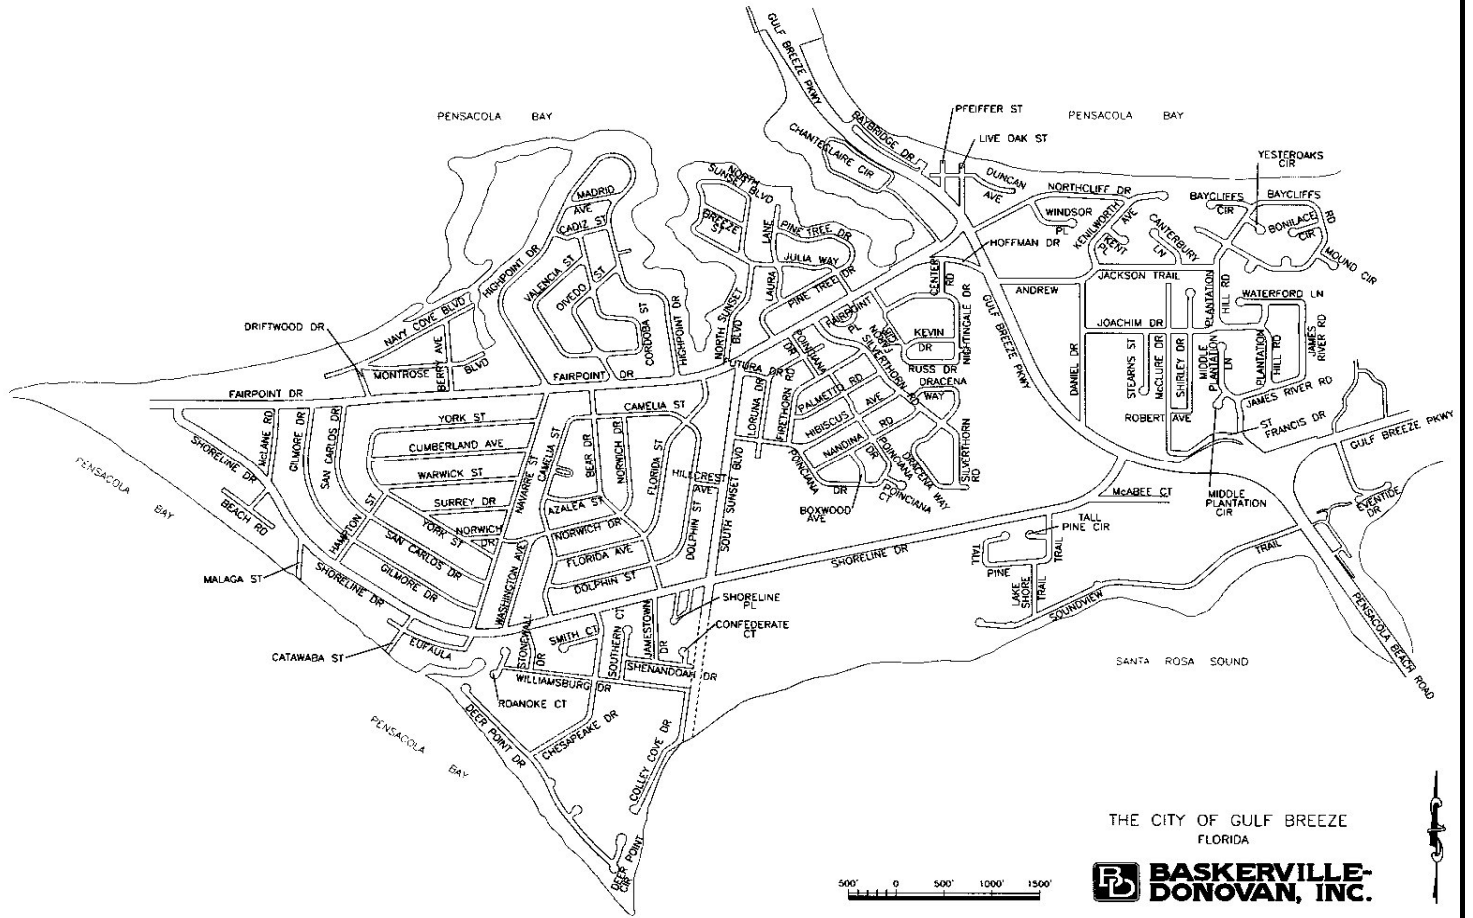 GULF BREEZE PKWY
PENSACOLA BAY
PFEIFFER ST
PENSACOLA BAY
BAYBRIDGE DR
LIVE OAK ST
CHANTECLAIRE CIR
YESTEROAKS
CIR
DUNCAN
AVE
NORTH
SUNSET BLVD
NORTHCLIFF DR
BAYCLIFFS
CIR
BAYCLIFFS
RD
MADRID
AVE
CADIZ ST
WINDSOR
PL
KENILWORTH
AVE
KENT
PL
CANTERBURY
LN
BONILACE
CIR
BREEZE
ST
LANE
PINE TREE DR
HOFFMAN DR
MOUND CIR
HIGHPOINT DR
VALENCIA ST
OVIEDO
ST
JULIA WAY
LAURA
PINE TREE DR
CENTER
RD
JACKSON TRAIL
ANDREW
PLANTATION
HILL RD
WATERFORD LN
NAVY COVE BLVD
CORDOBA ST
HIGHPOINT DR
NORTH SUNSET
BLVD
FAIRPOINT
PL
NIGHTINGALE DR
GULF BREEZE PKWY
DRIFTWOOD DR
KEVIN
DR
JOACHIM DR
JAMES
RIVER RD
BERRY AVE
MONTROSE
BLVD
FAIRPOINT DR
FUTURA DR
POINCIANA
DR
SILVERTHORN
RD
RUSS DR
DRACENA
WAY
DANIEL DR
STEARNS ST
McCLURE DR
SHIRLEY DR
MIDDLE
PLANTATION
LN
PLANTATION
HILL RD
JAMES RIVER RD
FAIRPOINT DR
YORK ST
CAMELIA ST
LORUNA DR
FIRETHORN RD
PALMETTO RD
HIBISCUS
AVE
NANDINA
RD
ROBERT AVE
ST
FRANCIS DR
GULF BREEZE PKWY
McLANE RD
GILMORE DR
SAN CARLOS DR
CUMBERLAND AVE
WARWICK ST
SURREY DR
NAVARRE ST
CAMELIA ST
BEAR DR
NORWICH DR
FLORIDA ST
HILLCREST
AVE
DOLPHIN ST
SOUTH SUNSET BLVD
POINCIANA
DR
POINCIANA
DR
POINCIANA
CT
DRACENA WAY
SILVERTHORN
RD
BOXWOOD
AVE
SHORELINE DR
PENSACOLA
BAY
BEACH RD
HAMPTON ST
YORK ST
NORWICH
DR
AZALEA ST
NORWICH DR
FLORIDA AVE
DOLPHIN ST
McABEE CT
MIDDLE
PLANTATION
CIR
EVENTIDE
DR
TALL
PINE CIR
SAN CARLOS DR
GILMORE DR
WASHINGTON AVE
SHORELINE DR
TALL
PINE
TRAIL
LAKE
SHORE
TRAIL
SOUNDVIEW
TRAIL
MALAGA ST
SHORELINE DR
SHORELINE
PL
CONFEDERATE
CT
PENSACOLA BEACH ROAD
CATAWABA ST
EUFAULA
STONEWALL
DR
SMITH CT
SOUTHERN CT
JAMESTOWN
DR
SHENANDOAH DR
WILLIAMSBURG DR
ROANOKE CT
SANTA ROSA SOUND
PENSACOLA
BAY
DEER POINT DR
CHESAPEAKE DR
COLLEY COVE DR
DEER POINT
CIR
THE CITY OF GULF BREEZE
FLORIDA
500' 0 500' 1000' 1500'
BD
BASKERVILLE-
DONOVAN, INC.